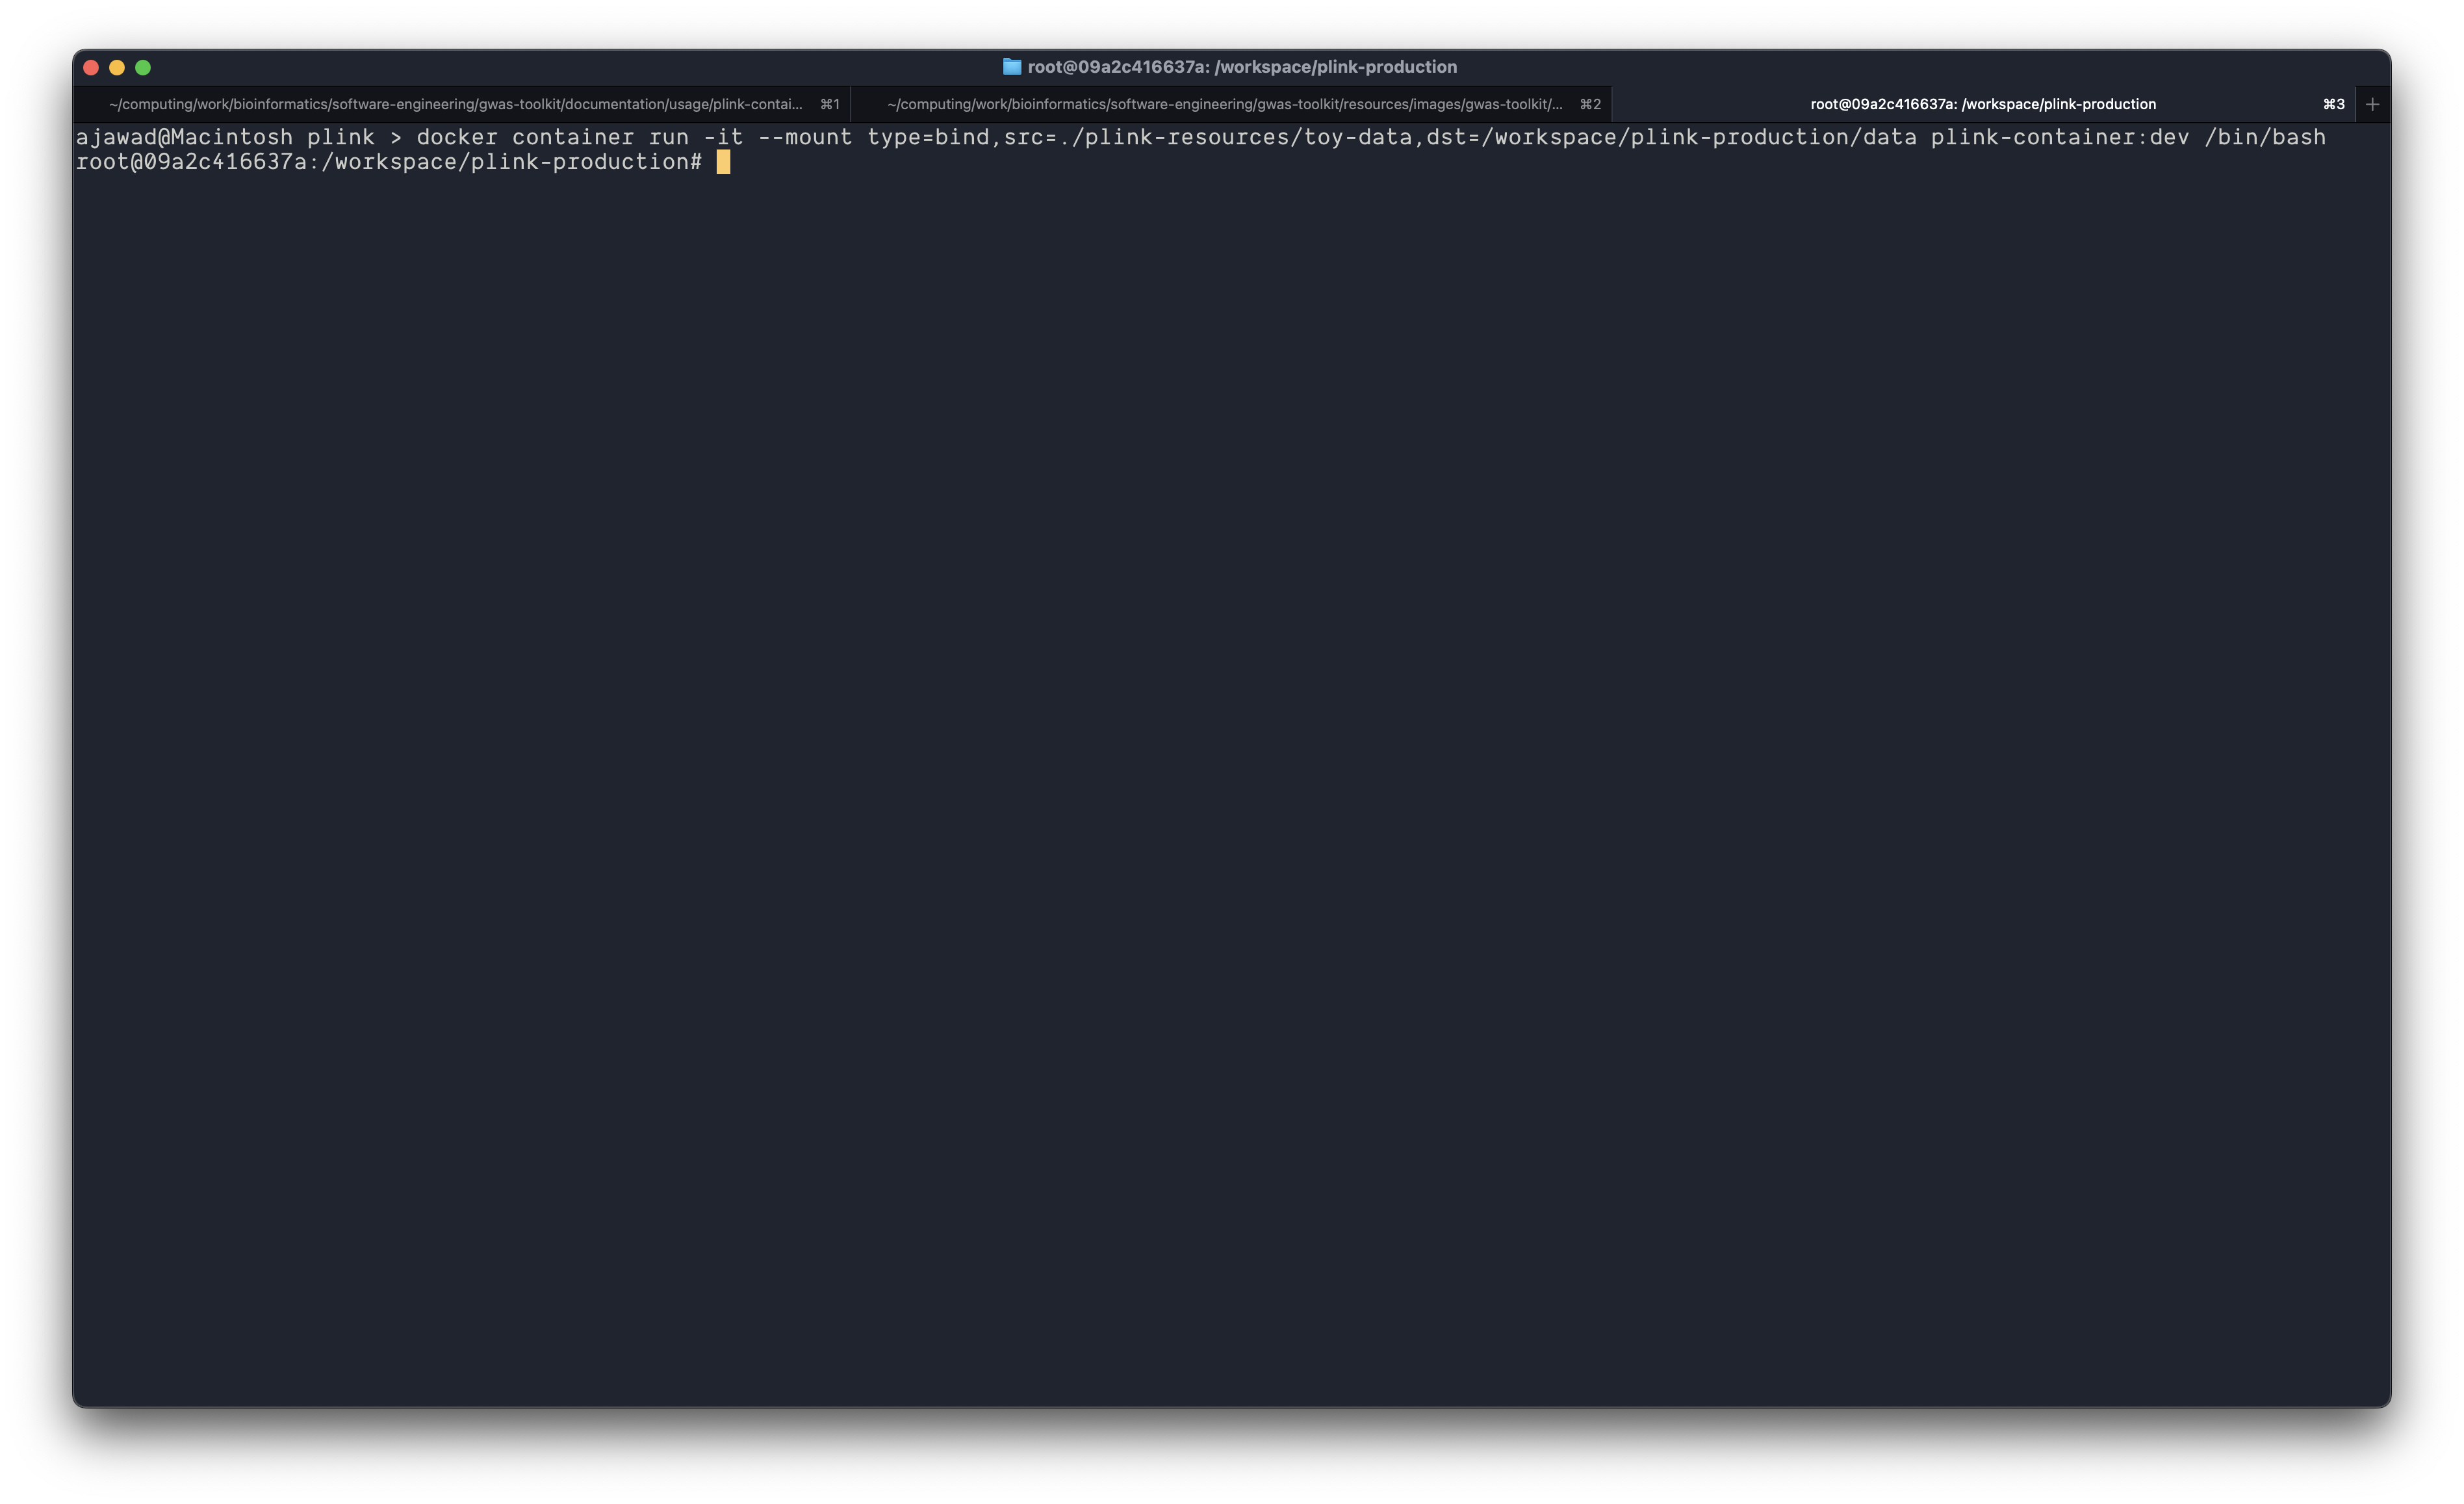 root@09a2c416637a: /workspace/plink-production
~/computing/work/bioinformatics/software-engineering/gwas-toolkit/documentation/usage/plink-contai... ⌘1
~/computing/work/bioinformatics/software-engineering/gwas-toolkit/resources/images/gwas-toolkit/... ⌘2
root@09a2c416637a: /workspace/plink-production ⌘3 +
ajawad@Macintosh plink > docker container run -it --mount type=bind,src=./plink-resources/toy-data,dst=/workspace/plink-production/data plink-container:dev /bin/bash
root@09a2c416637a:/workspace/plink-production#